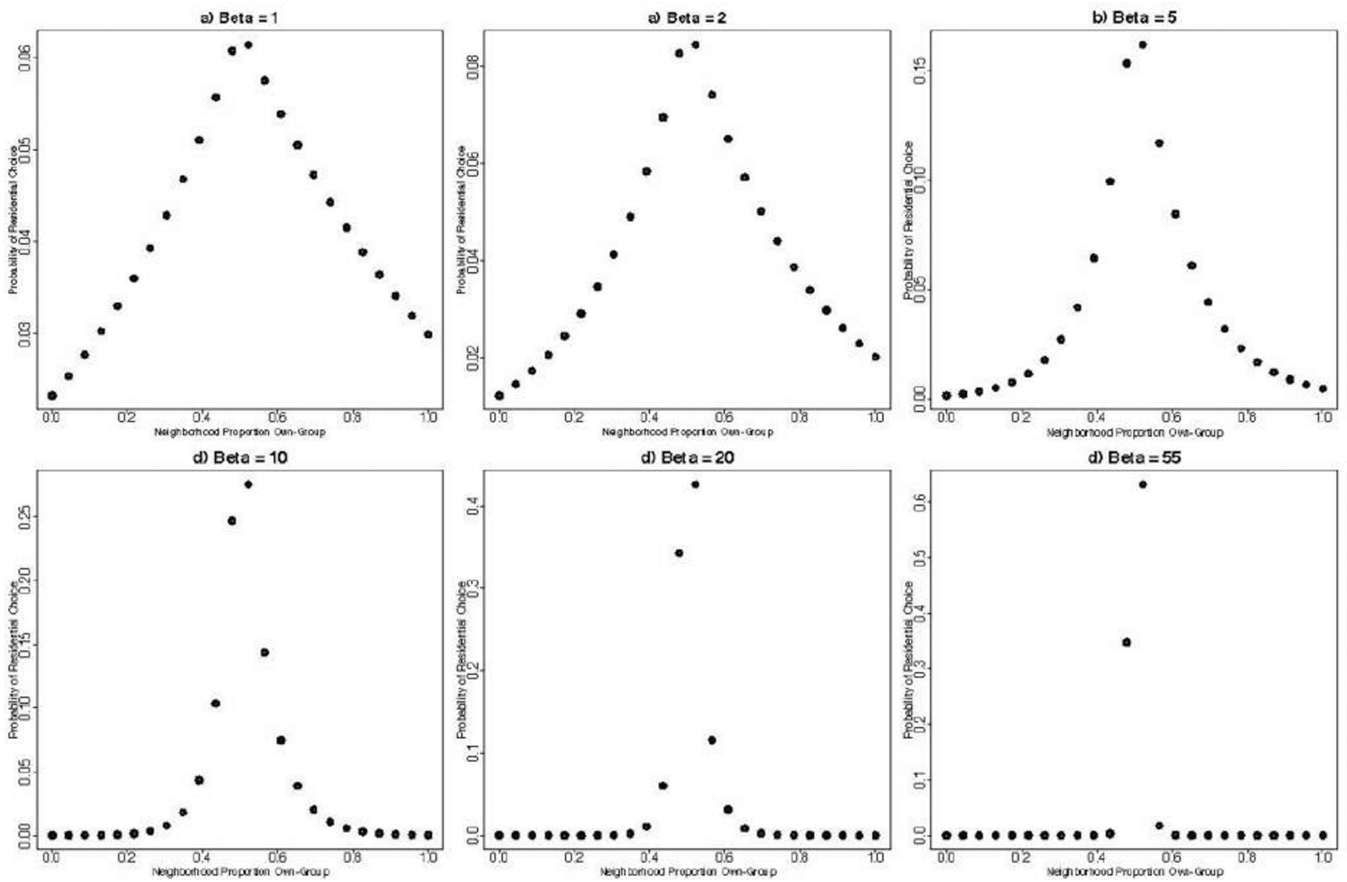 a) Beta = 1
Probability of Residential Choice
0.06
0.05
0.04
0.03
0.0 0.2 0.4 0.6 0.8 1.0
Neighborhood Proportion Own-Group
a) Beta = 2
Probability of Residential Choice
0.08
0.06
0.04
0.02
0.0 0.2 0.4 0.6 0.8 1.0
Neighborhood Proportion Own-Group
b) Beta = 5
Probability of Residential Choice
0.15
0.10
0.05
0.00
0.0 0.2 0.4 0.6 0.8 1.0
Neighborhood Proportion Own-Group
d) Beta = 10
Probability of Residential Choice
0.25
0.20
0.15
0.10
0.05
0.00
0.0 0.2 0.4 0.6 0.8 1.0
Neighborhood Proportion Own-Group
d) Beta = 20
Probability of Residential Choice
0.4
0.3
0.2
0.1
0.0
0.0 0.2 0.4 0.6 0.8 1.0
Neighborhood Proportion Own-Group
d) Beta = 55
Probability of Residential Choice
0.6
0.5
0.4
0.3
0.2
0.1
0.0
0.0 0.2 0.4 0.6 0.8 1.0
Neighborhood Proportion Own-Group